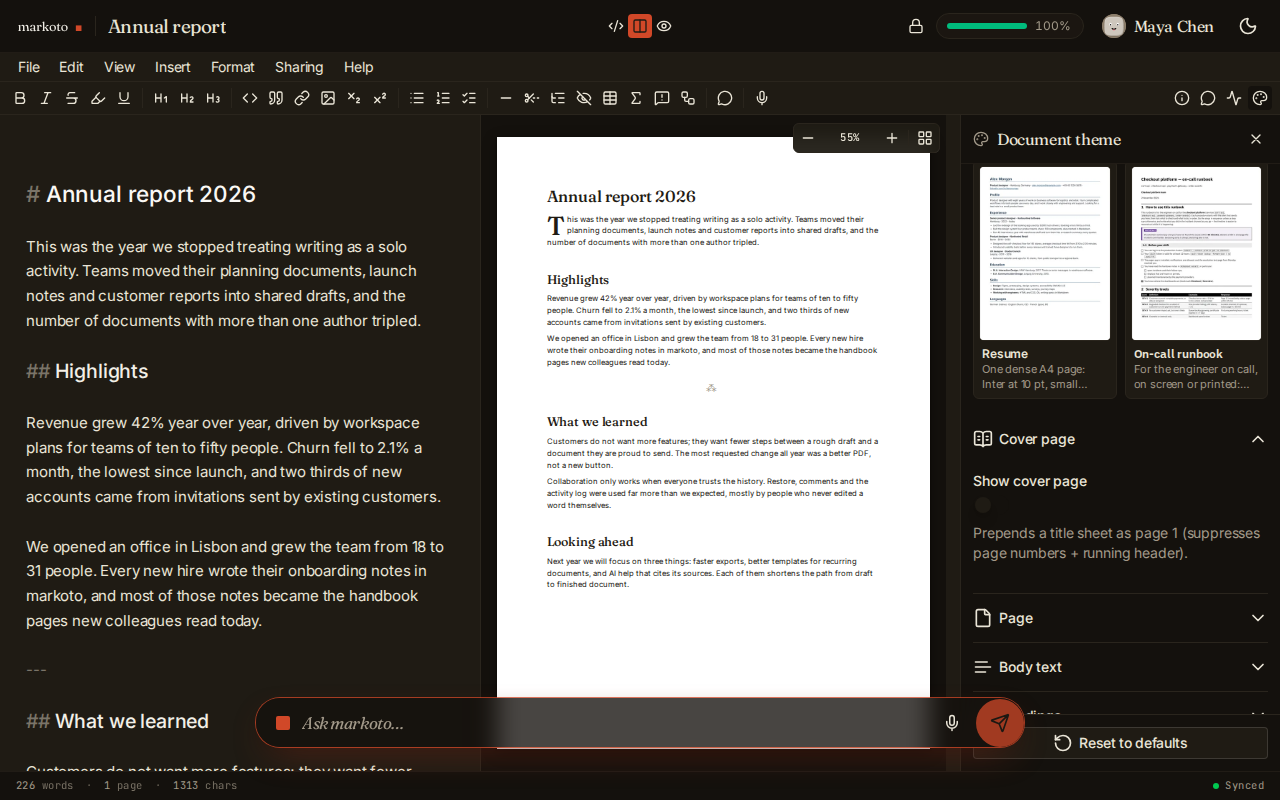 markoto
Annual report
100%
Maya Chen
File Edit View Insert Format Sharing Help
H1 H2 H3
# Annual report 2026
This was the year we stopped treating writing as a solo
activity. Teams moved their planning documents, launch
notes and customer reports into shared drafts, and the
number of documents with more than one author tripled.
## Highlights
Revenue grew 42% year over year, driven by workspace
plans for teams of ten to fifty people. Churn fell to 2.1% a
month, the lowest since launch, and two thirds of new
accounts came from invitations sent by existing customers.
We opened an office in Lisbon and grew the team from 18 to
31 people. Every new hire wrote their onboarding notes in
markoto, and most of those notes became the handbook
pages new colleagues read today.
---
## What we learned
Customers do not want more features; they want fewer
55%
Annual report 2026
This was the year we stopped treating writing as a solo activity. Teams moved their
planning documents, launch notes and customer reports into shared drafts, and the
number of documents with more than one author tripled.
Highlights
Revenue grew 42% year over year, driven by workspace plans for teams of ten to fifty
people. Churn fell to 2.1% a month, the lowest since launch, and two thirds of new
accounts came from invitations sent by existing customers.
We opened an office in Lisbon and grew the team from 18 to 31 people. Every new hire
wrote their onboarding notes in markoto, and most of those notes became the handbook
pages new colleagues read today.
What we learned
Customers do not want more features; they want fewer steps between a rough draft and a
document they are proud to send. The most requested change all year was a better PDF,
not a new button.
Collaboration only works when everyone trusts the history. Restore, comments and the
activity log were used far more than we expected, mostly by people who never edited a
word themselves.
Looking ahead
Next year we will focus on three things: faster exports, better templates for recurring
documents, and AI help that cites its sources. Each of them shortens the path from draft
to finished document.
Ask markoto...
Document theme
Alex Morgan
Checkout platform — on-call runbook
Resume
One dense A4 page:
Inter at 10 pt, small...
On-call runbook
For the engineer on call,
on screen or printed:...
Cover page
Show cover page
Prepends a title sheet as page 1 (suppresses
page numbers + running header).
Page
Body text
Reset to defaults
226 words · 1 page · 1313 chars
Synced